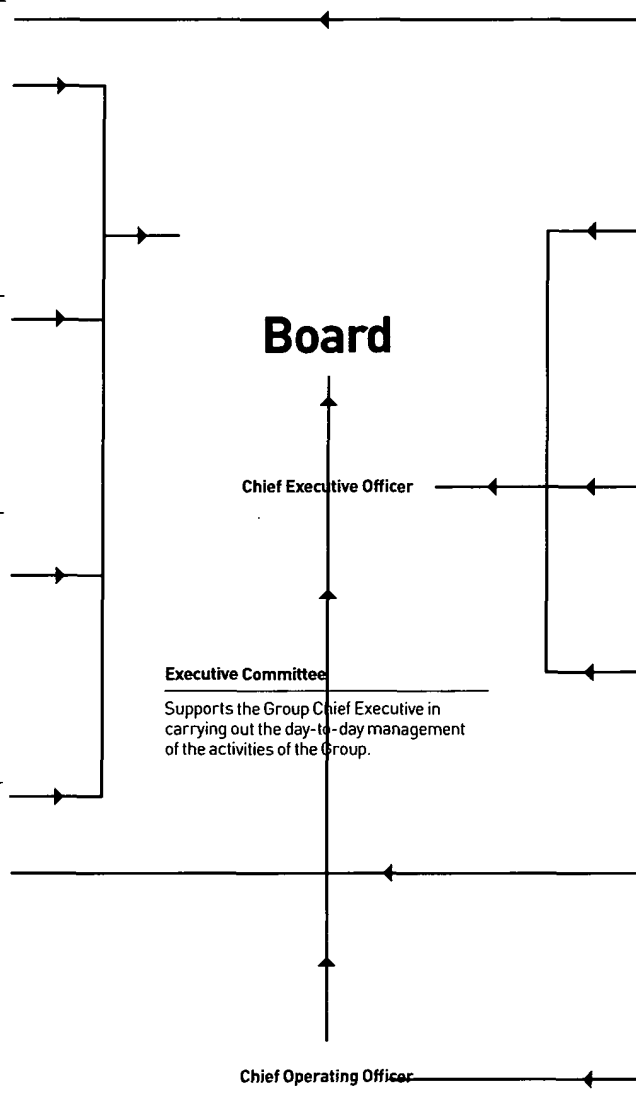 Board
Chief Executive Officer
Executive Committee
Supports the Group Chief Executive in
carrying out the day-to-day management
of the activities of the Group.
Chief Operating Officer